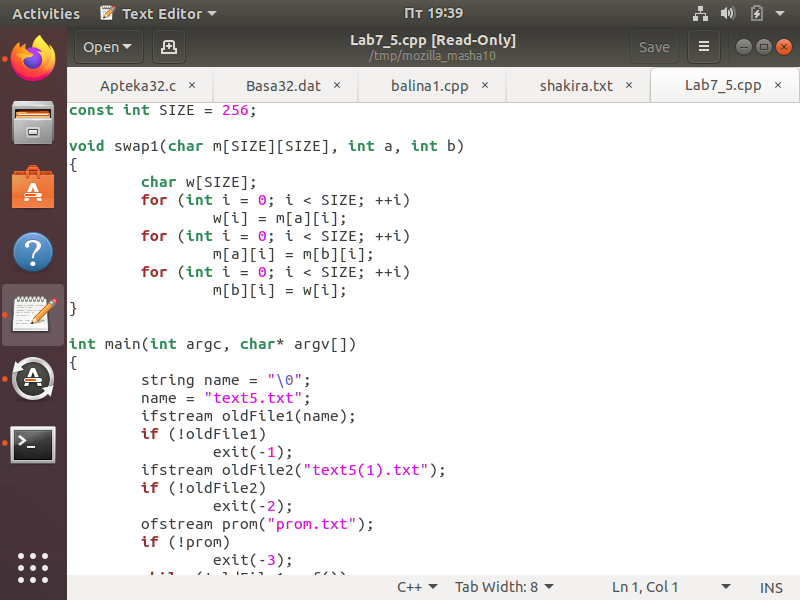 Activities Text Editor Пт 19:39
Open Lab7_5.cpp [Read-Only] Save
/tmp/mozilla_masha10
Apteka32.c × Basa32.dat × balina1.cpp × shakira.txt × Lab7_5.cpp ×
const int SIZE = 256;
void swap1(char m[SIZE][SIZE], int a, int b)
{
char w[SIZE];
for (int i = 0; i < SIZE; ++i)
w[i] = m[a][i];
for (int i = 0; i < SIZE; ++i)
m[a][i] = m[b][i];
for (int i = 0; i < SIZE; ++i)
m[b][i] = w[i];
}
int main(int argc, char* argv[])
{
string name = "\0";
name = "text5.txt";
ifstream oldFile1(name);
if (!oldFile1)
exit(-1);
ifstream oldFile2("text5(1).txt");
if (!oldFile2)
exit(-2);
ofstream prom("prom.txt");
if (!prom)
exit(-3);
C++ Tab Width: 8 Ln 1, Col 1 INS